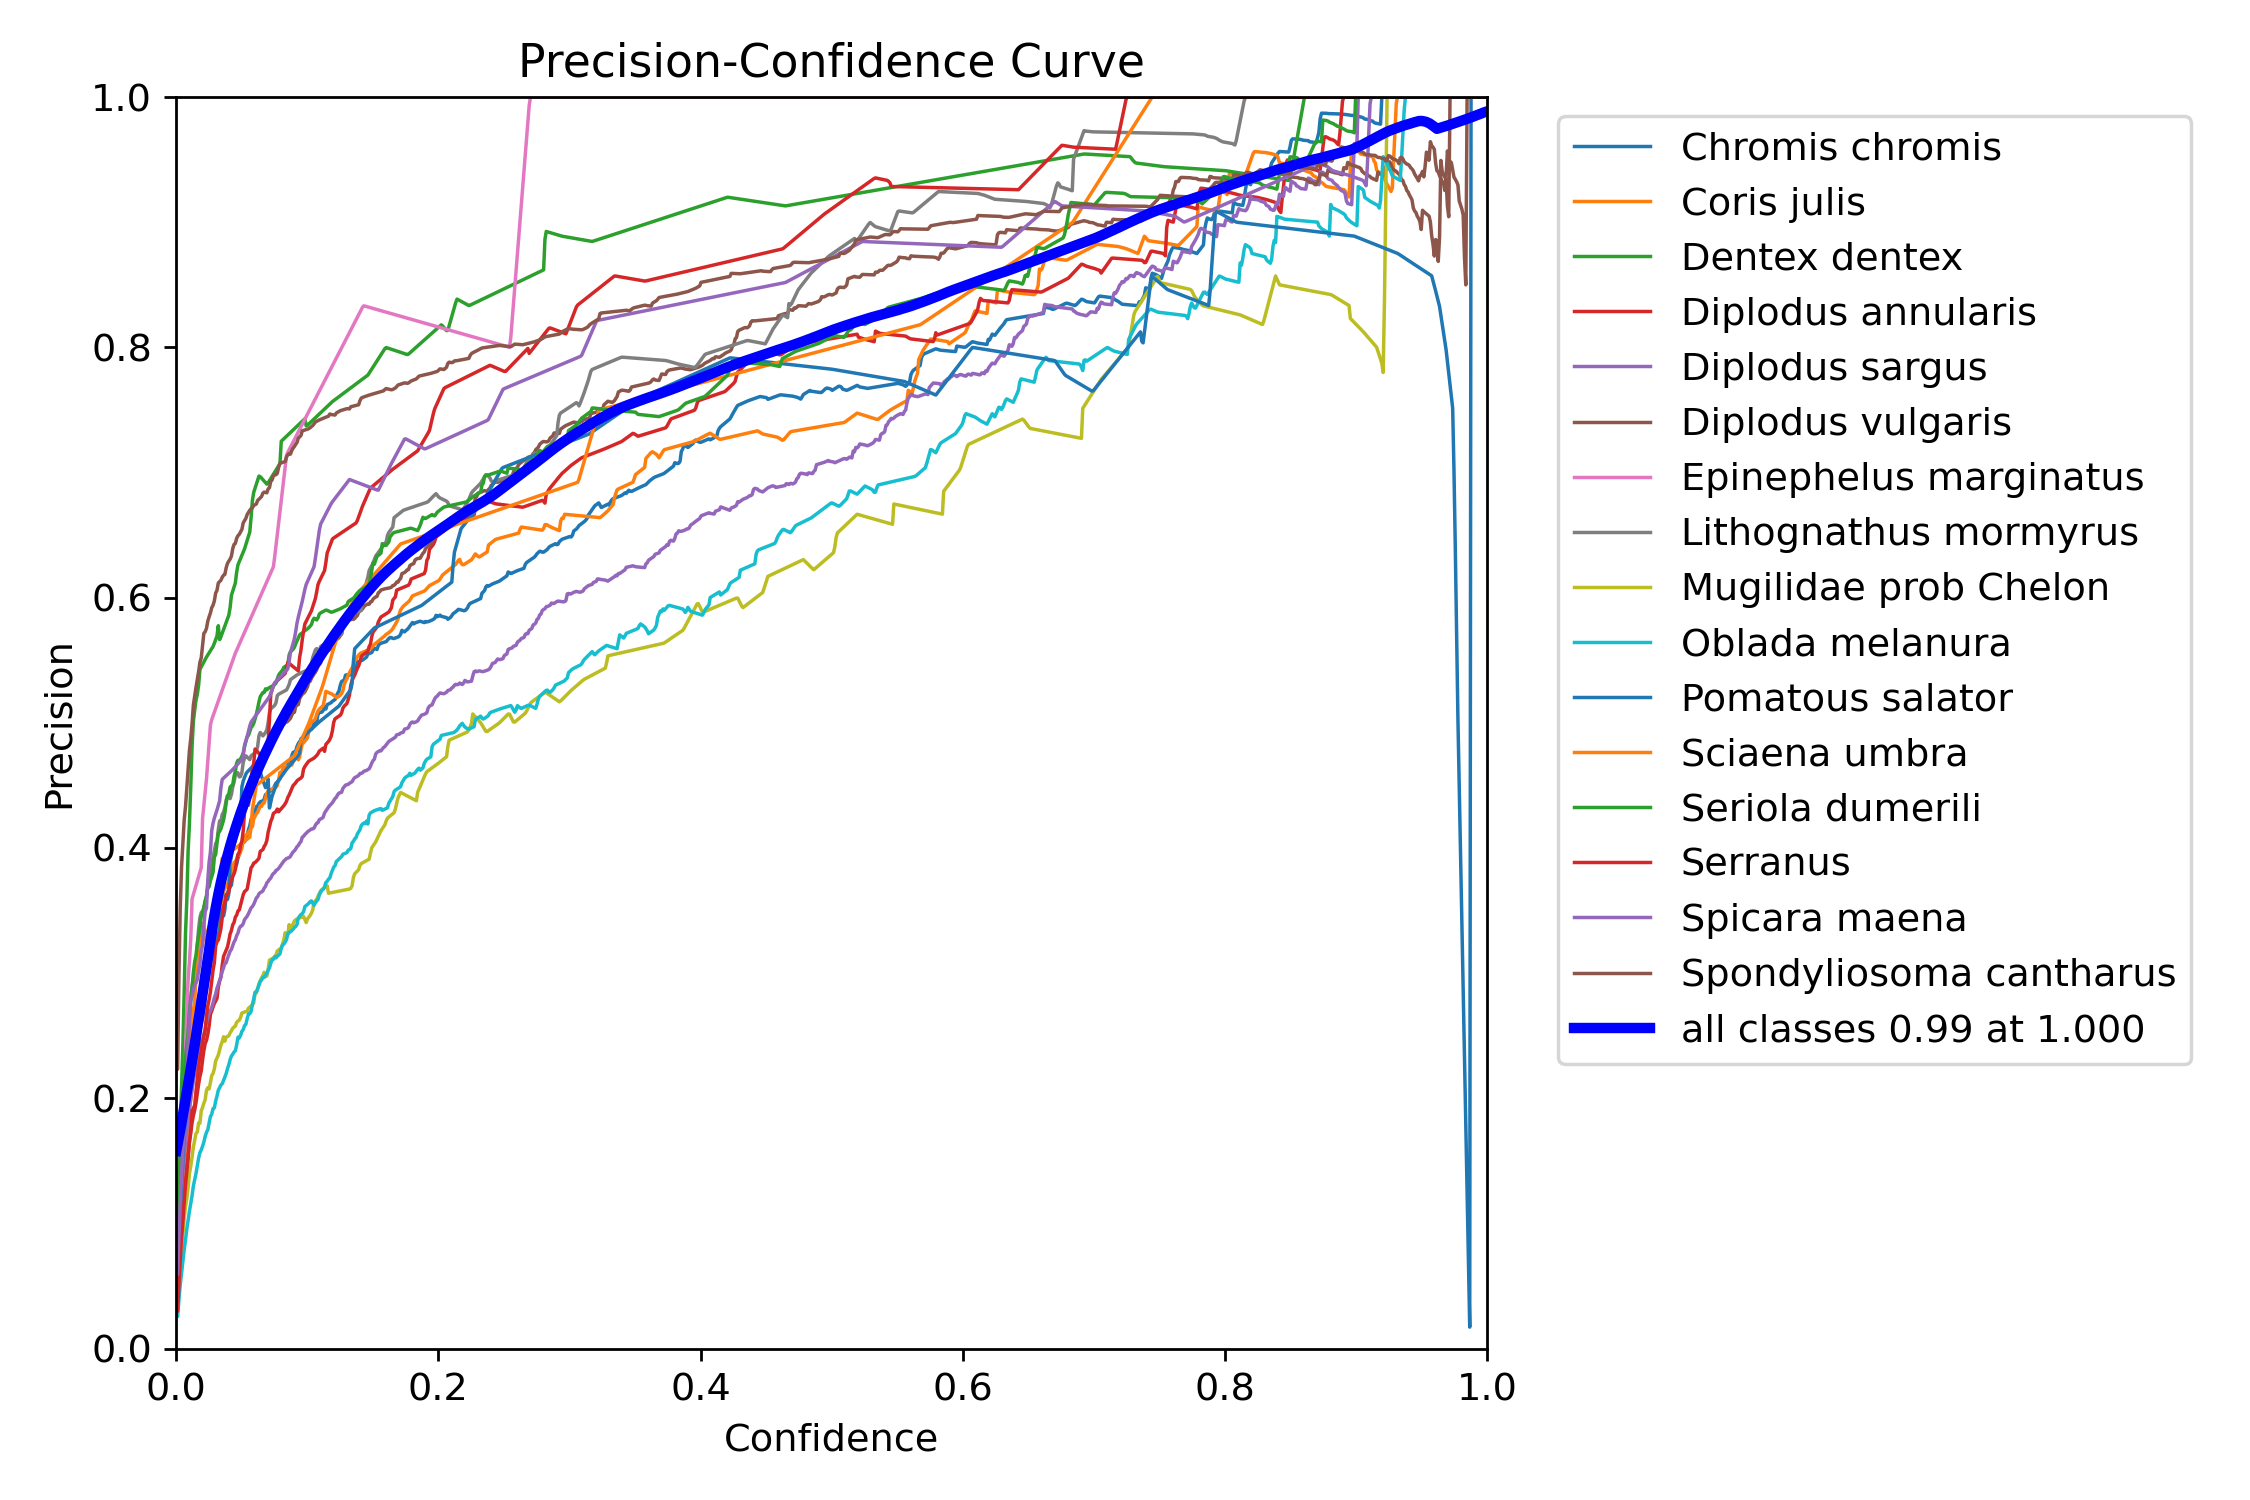 Precision-Confidence Curve
1.0
0.8
0.6
0.4
0.2
0.0
Precision
0.0 0.2 0.4 0.6 0.8 1.0
Confidence
Chromis chromis
Coris julis
Dentex dentex
Diplodus annularis
Diplodus sargus
Diplodus vulgaris
Epinephelus marginatus
Lithognathus mormyrus
Mugilidae prob Chelon
Oblada melanura
Pomatous salator
Sciaena umbra
Seriola dumerili
Serranus
Spicara maena
Spondyliosoma cantharus
all classes 0.99 at 1.000